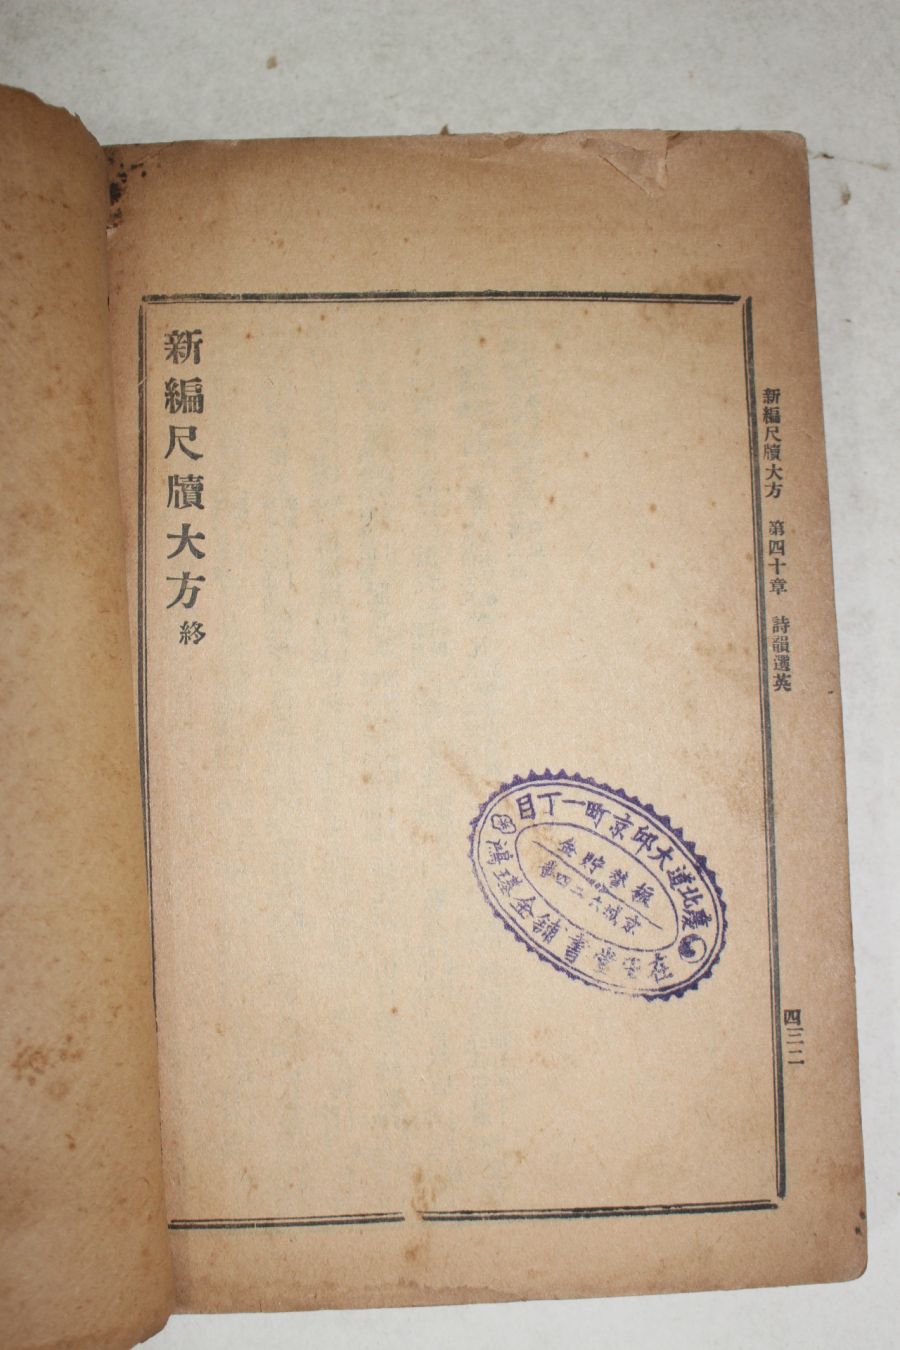 新編尺牘大方 第四十章 詩韻選英
四三二
新編尺牘大方 終
慶北道大邱京町一丁目
在田堂書鋪金璂鴻
振替貯金
京城六二四番